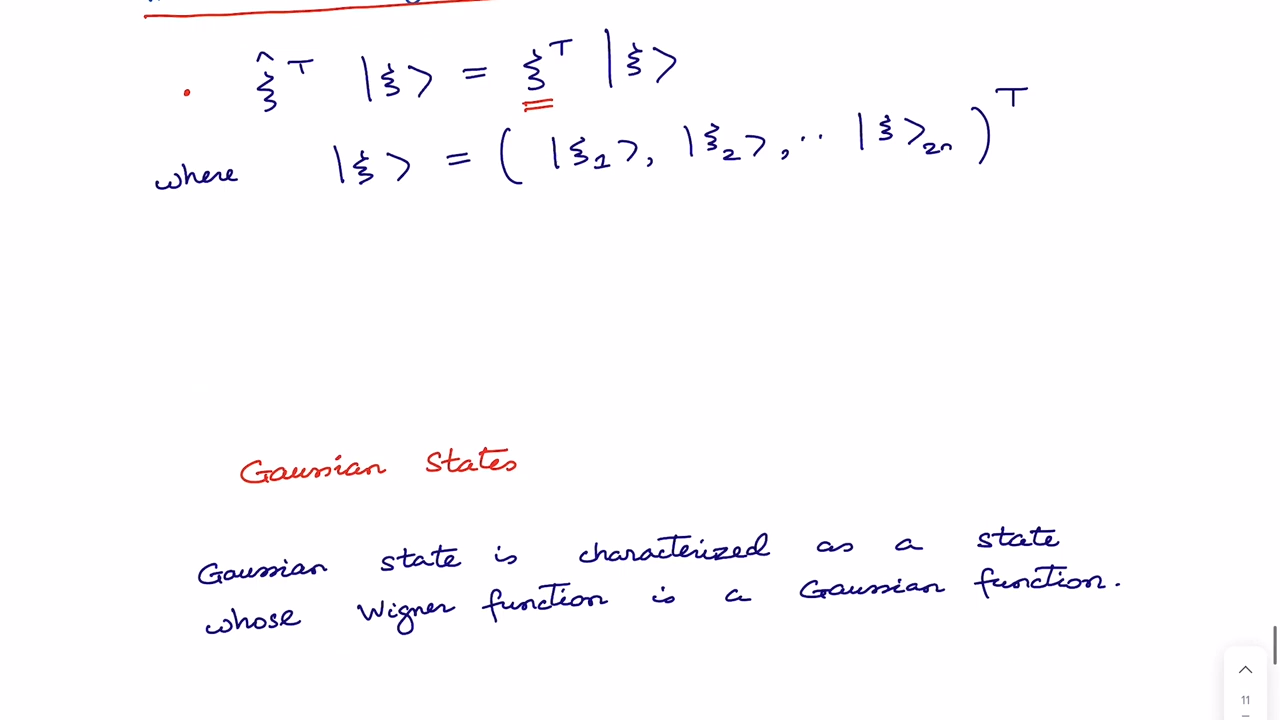 • ξ̂ᵀ |ξ> = ξᵀ |ξ>
where |ξ> = ( |ξ₁>, |ξ₂>, ·· |ξ>₂ₙ )ᵀ
Gaussian States
Gaussian state is characterized as a state
whose Wigner function is a Gaussian function.
11